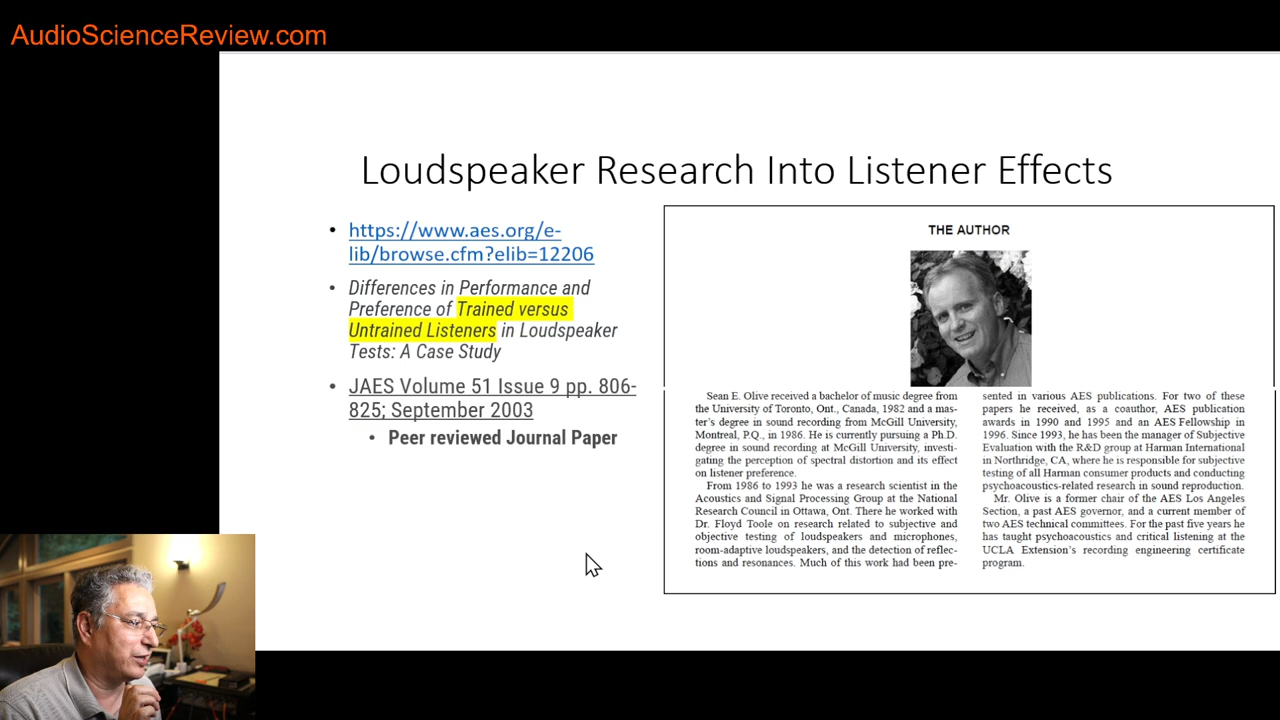 AudioScienceReview.com
Loudspeaker Research Into Listener Effects
• https://www.aes.org/e-
lib/browse.cfm?elib=12206
• Differences in Performance and
Preference of Trained versus
Untrained Listeners in Loudspeaker
Tests: A Case Study
• JAES Volume 51 Issue 9 pp. 806-
825; September 2003
• Peer reviewed Journal Paper
THE AUTHOR
Sean E. Olive received a bachelor of music degree from
the University of Toronto, Ont., Canada, 1982 and a mas-
ter's degree in sound recording from McGill University,
Montreal, P.Q., in 1986. He is currently pursuing a Ph.D.
degree in sound recording at McGill University, investi-
gating the perception of spectral distortion and its effect
on listener preference.
From 1986 to 1993 he was a research scientist in the
Acoustics and Signal Processing Group at the National
Research Council in Ottawa, Ont. There he worked with
Dr. Floyd Toole on research related to subjective and
objective testing of loudspeakers and microphones,
room-adaptive loudspeakers, and the detection of reflec-
tions and resonances. Much of this work had been pre-
sented in various AES publications. For two of these
papers he received, as a coauthor, AES publication
awards in 1990 and 1995 and an AES Fellowship in
1996. Since 1993, he has been the manager of Subjective
Evaluation with the R&D group at Harman International
in Northridge, CA, where he is responsible for subjective
testing of all Harman consumer products and conducting
psychoacoustics-related research in sound reproduction.
Mr. Olive is a former chair of the AES Los Angeles
Section, a past AES governor, and a current member of
two AES technical committees. For the past five years he
has taught psychoacoustics and critical listening at the
UCLA Extension's recording engineering certificate
program.